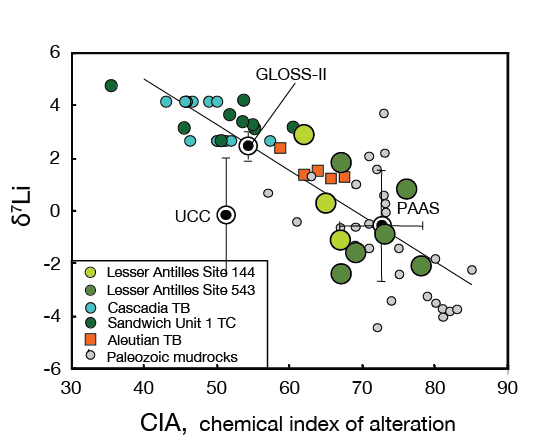 6
4
2
0
-2
-4
-6
δ⁷Li
GLOSS-II
UCC
PAAS
Lesser Antilles Site 144
Lesser Antilles Site 543
Cascadia TB
Sandwich Unit 1 TC
Aleutian TB
Paleozoic mudrocks
30 40 50 60 70 80 90
CIA, chemical index of alteration